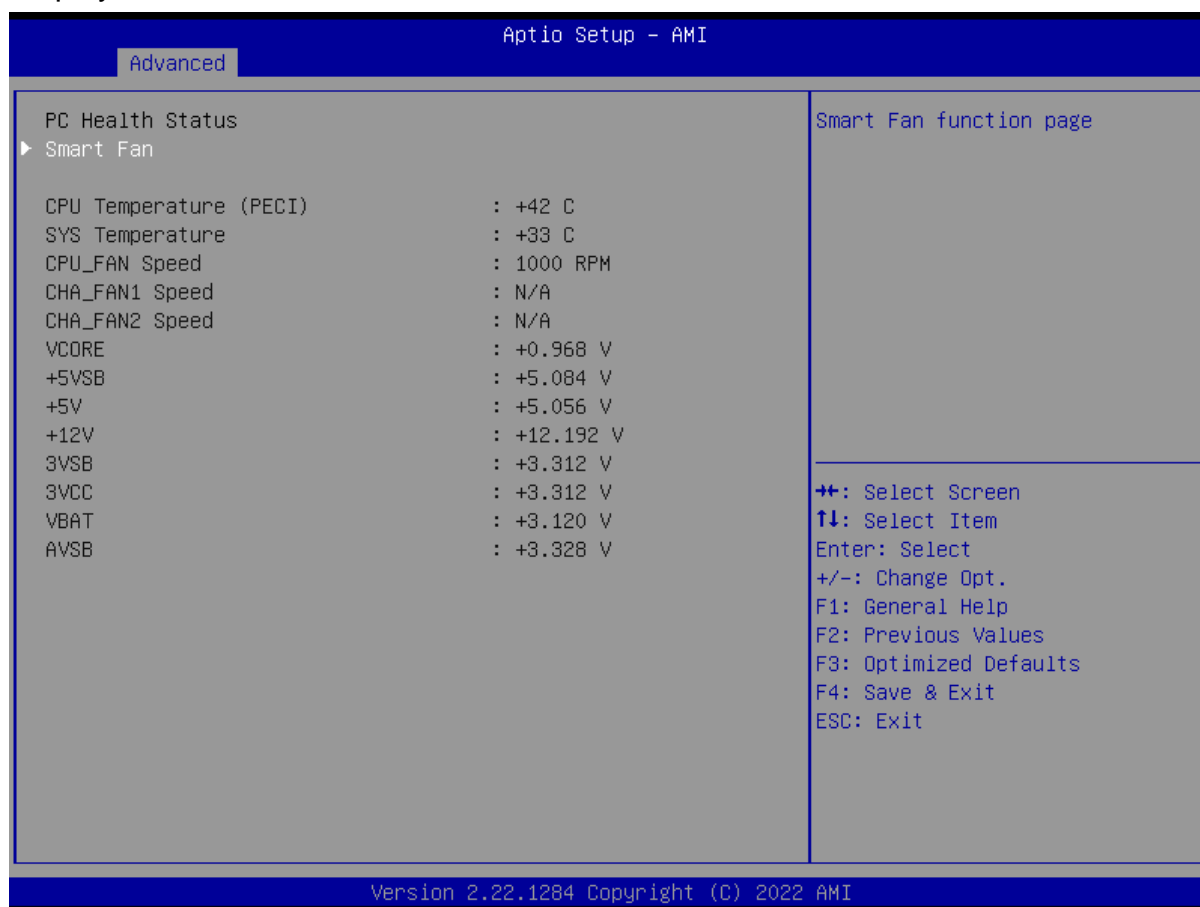 Aptio Setup – AMI
Advanced
PC Health Status
Smart Fan
CPU Temperature (PECI) : +42 C
SYS Temperature : +33 C
CPU_FAN Speed : 1000 RPM
CHA_FAN1 Speed : N/A
CHA_FAN2 Speed : N/A
VCORE : +0.968 V
+5VSB : +5.084 V
+5V : +5.056 V
+12V : +12.192 V
3VSB : +3.312 V
3VCC : +3.312 V
VBAT : +3.120 V
AVSB : +3.328 V
Smart Fan function page
→←: Select Screen
↑↓: Select Item
Enter: Select
+/-: Change Opt.
F1: General Help
F2: Previous Values
F3: Optimized Defaults
F4: Save & Exit
ESC: Exit
Version 2.22.1284 Copyright (C) 2022 AMI